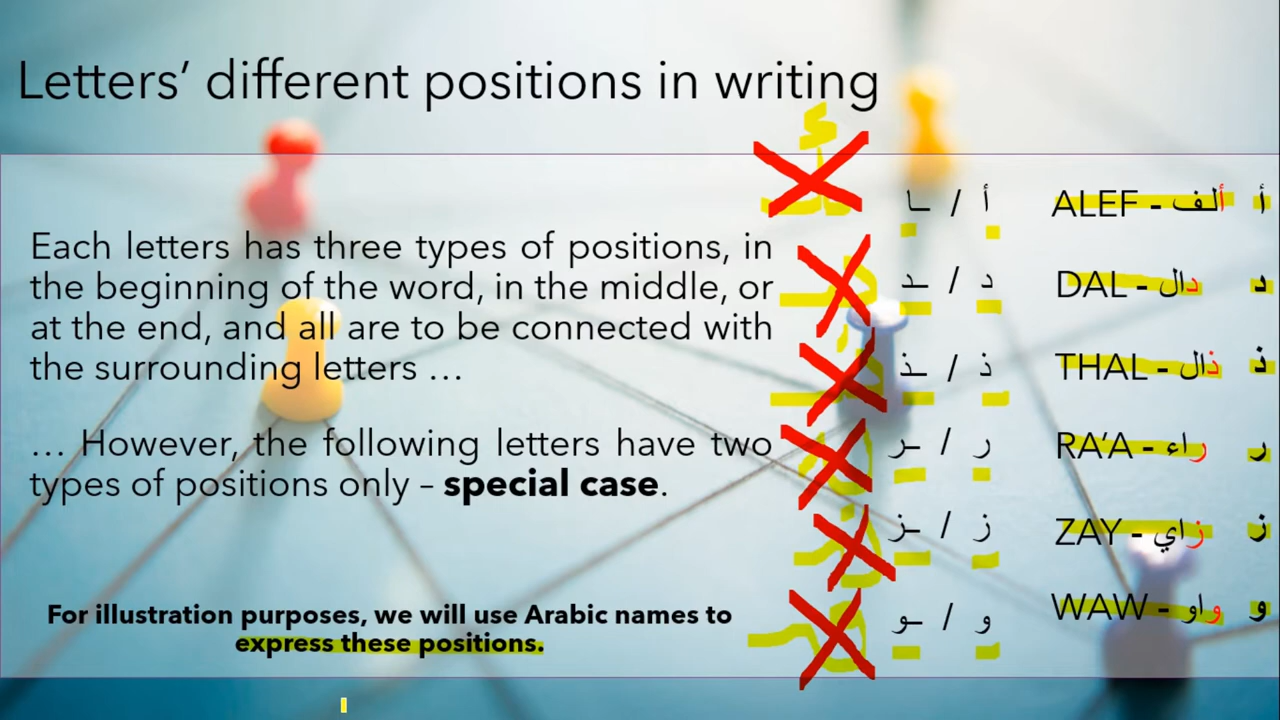 Letters’ different positions in writing
Each letters has three types of positions, in
the beginning of the word, in the middle, or
at the end, and all are to be connected with
the surrounding letters …
… However, the following letters have two
types of positions only – special case.
For illustration purposes, we will use Arabic names to
express these positions.
أ ALEF - ألف أ / ـا
د DAL - دال د / ـد
ذ THAL - ذال ذ / ـذ
ر RA’A - راء ر / ـر
ز ZAY - زاي ز / ـز
و WAW - واو و / ـو